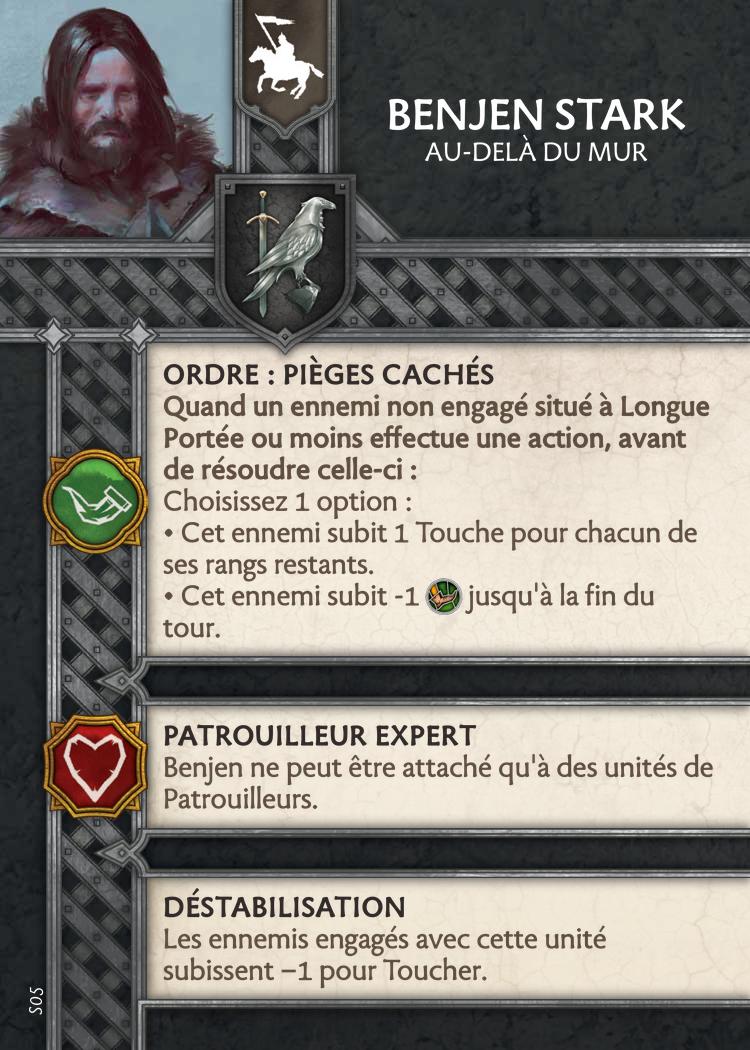 BENJEN STARK
AU-DELÀ DU MUR
ORDRE : PIÈGES CACHÉS
Quand un ennemi non engagé situé à Longue
Portée ou moins effectue une action, avant
de résoudre celle-ci :
Choisissez 1 option :
• Cet ennemi subit 1 Touche pour chacun de
ses rangs restants.
• Cet ennemi subit -1 jusqu'à la fin du
tour.
PATROUILLEUR EXPERT
Benjen ne peut être attaché qu'à des unités de
Patrouilleurs.
DÉSTABILISATION
Les ennemis engagés avec cette unité
subissent –1 pour Toucher.
S05